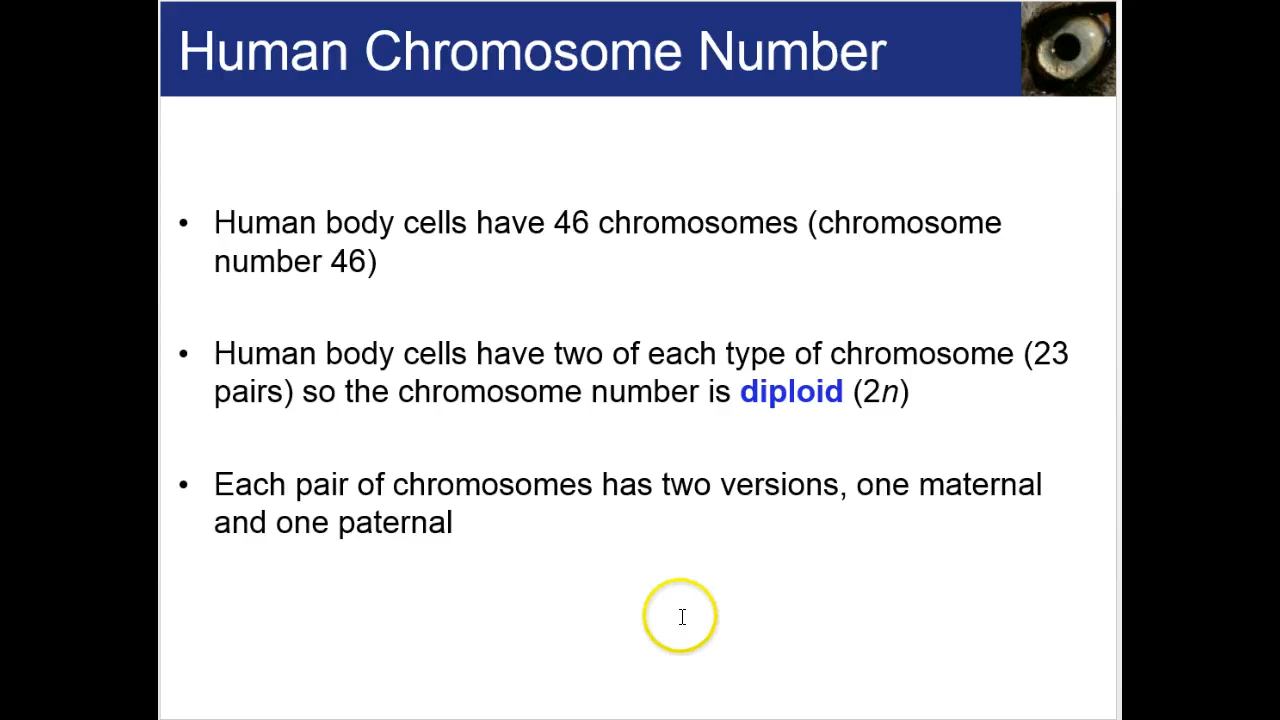 Human Chromosome Number
• Human body cells have 46 chromosomes (chromosome
number 46)
• Human body cells have two of each type of chromosome (23
pairs) so the chromosome number is diploid (2n)
• Each pair of chromosomes has two versions, one maternal
and one paternal